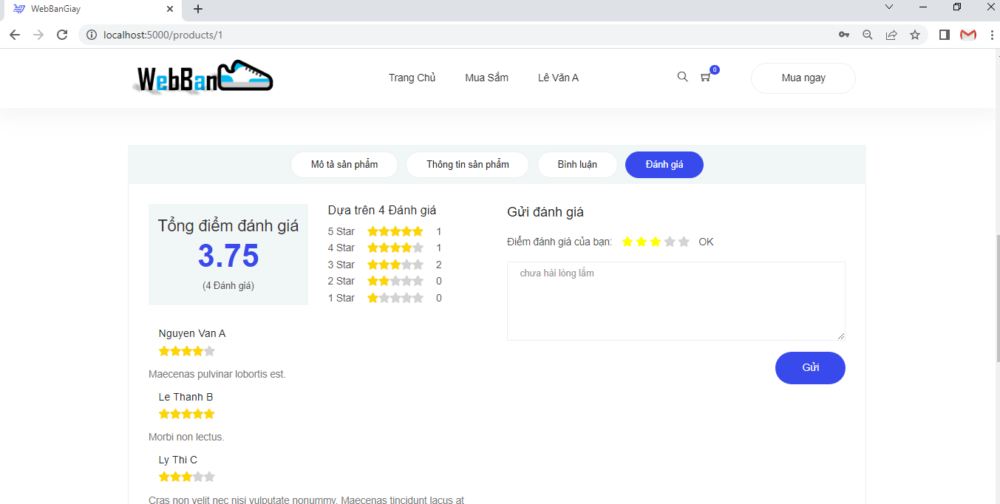 WebBanGiay
localhost:5000/products/1
WebBan
Trang Chủ
Mua Sắm
Lê Văn A
0
Mua ngay
Mô tả sản phẩm
Thông tin sản phẩm
Bình luận
Đánh giá
Tổng điểm đánh giá
3.75
(4 Đánh giá)
Dựa trên 4 Đánh giá
5 Star 1
4 Star 1
3 Star 2
2 Star 0
1 Star 0
Gửi đánh giá
Điểm đánh giá của bạn: OK
chưa hài lòng lắm
Gửi
Nguyen Van A
Maecenas pulvinar lobortis est.
Le Thanh B
Morbi non lectus.
Ly Thi C
Cras non velit nec nisi vulputate nonummy. Maecenas tincidunt lacus at